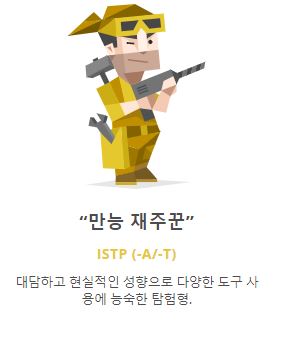 “만능 재주꾼”
ISTP (-A/-T)
대담하고 현실적인 성향으로 다양한 도구 사
용에 능숙한 탐험형.